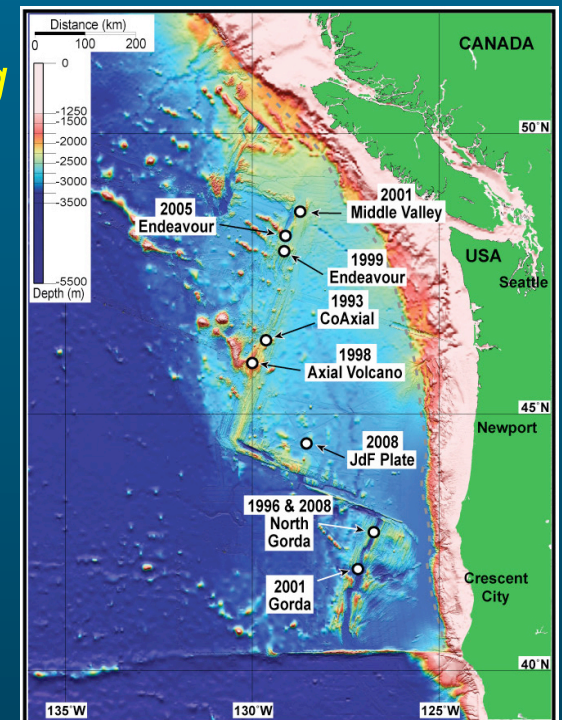 g
Distance (km)
0 100 200
0
-1250
-1500
-2000
-2500
-3000
-3500
-5500
Depth (m)
CANADA
50°N
2001
Middle Valley
2005
Endeavour
USA
1999
Endeavour
Seattle
1993
CoAxial
1998
Axial Volcano
45°N
Newport
2008
JdF Plate
1996 & 2008
North
Gorda
2001
Gorda
Crescent
City
40°N
135°W
130°W
125°W